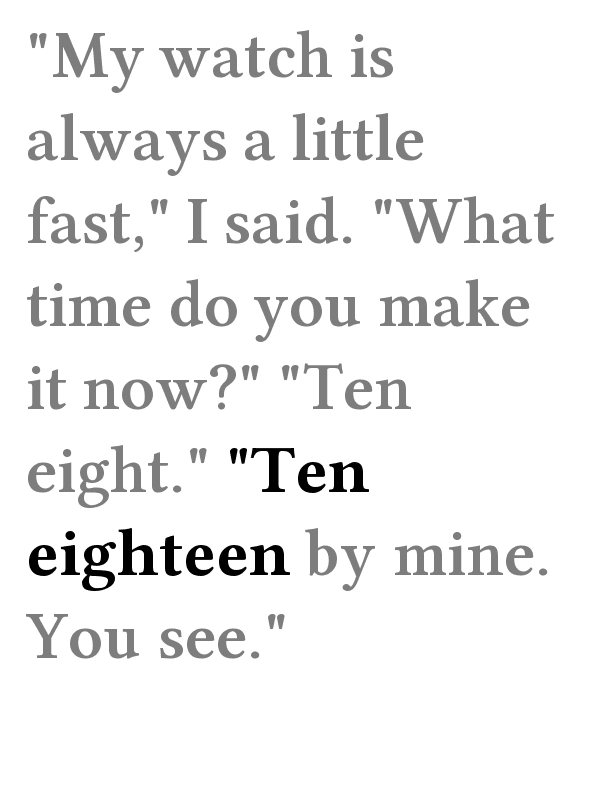 "My watch is
always a little
fast," I said. "What
time do you make
it now?" "Ten
eight." "Ten
eighteen by mine.
You see."